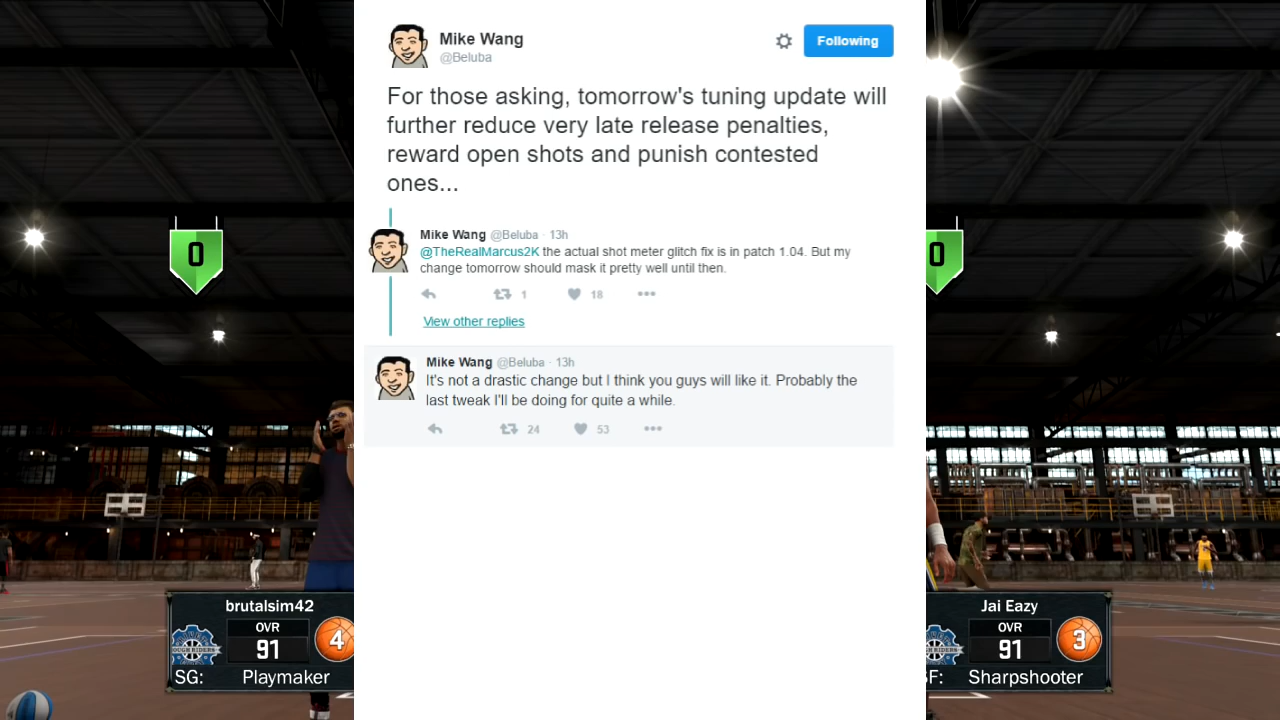 Mike Wang
@Beluba
Following
For those asking, tomorrow's tuning update will
further reduce very late release penalties,
reward open shots and punish contested
ones...
Mike Wang @Beluba · 13h
@TheRealMarcus2K the actual shot meter glitch fix is in patch 1.04. But my
change tomorrow should mask it pretty well until then.
1 18
View other replies
Mike Wang @Beluba · 13h
It's not a drastic change but I think you guys will like it. Probably the
last tweak I'll be doing for quite a while.
24 53
0
0
brutalsim42
OVR
91
4
SG: Playmaker
Jai Eazy
OVR
91
3
F: Sharpshooter